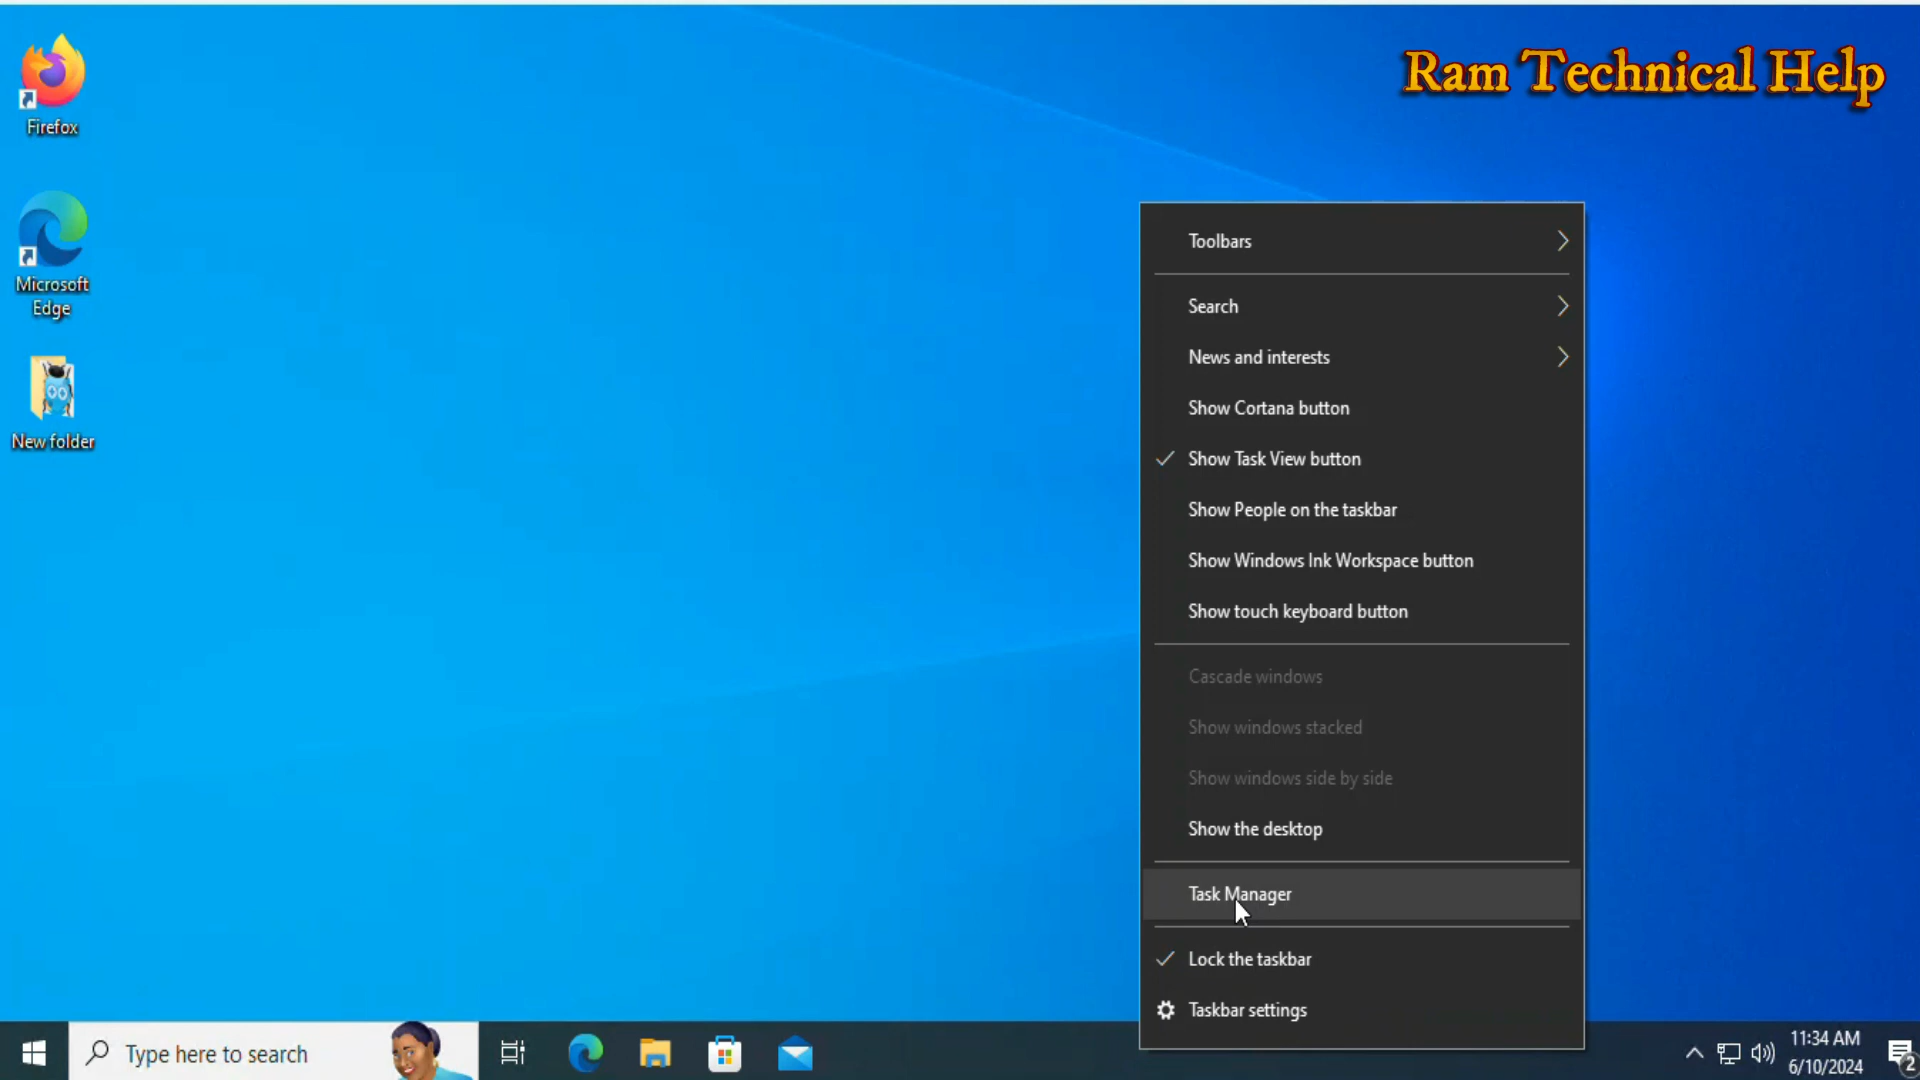 Ram Technical Help
Firefox
Microsoft
Edge
New folder
Toolbars
Search
News and interests
Show Cortana button
Show Task View button
Show People on the taskbar
Show Windows Ink Workspace button
Show touch keyboard button
Cascade windows
Show windows stacked
Show windows side by side
Show the desktop
Task Manager
Lock the taskbar
Taskbar settings
Type here to search
11:34 AM
6/10/2024
2